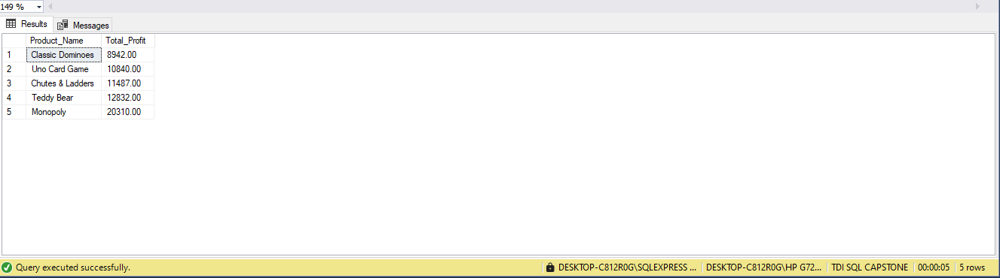 149 %
Results Messages
Product_Name Total_Profit
1 Classic Dominoes 8942.00
2 Uno Card Game 10840.00
3 Chutes & Ladders 11487.00
4 Teddy Bear 12832.00
5 Monopoly 20310.00
Query executed successfully. DESKTOP-C812R0G\SQLEXPRESS ... DESKTOP-C812R0G\HP G72... TDI SQL CAPSTONE 00:00:05 5 rows